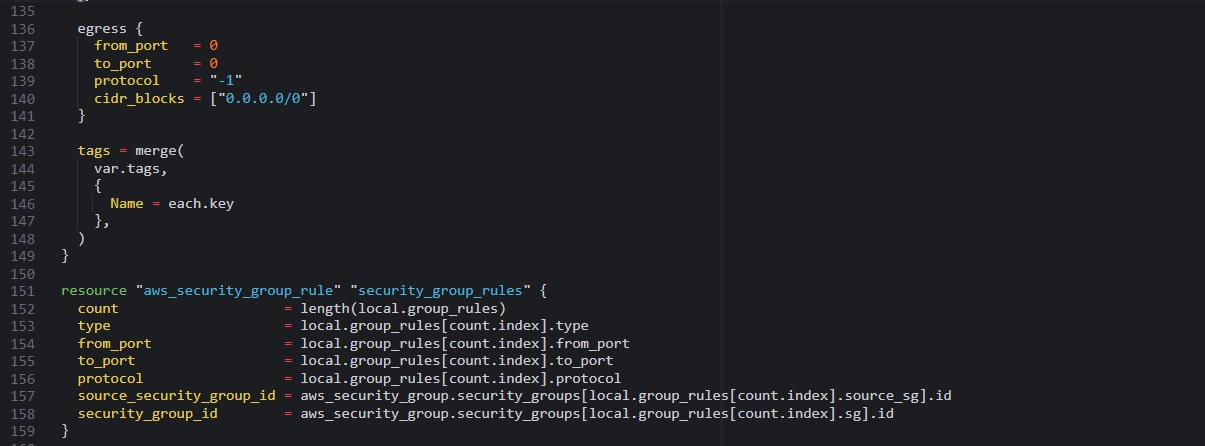 135
136 egress {
137 from_port = 0
138 to_port = 0
139 protocol = "-1"
140 cidr_blocks = ["0.0.0.0/0"]
141 }
142
143 tags = merge(
144 var.tags,
145 {
146 Name = each.key
147 },
148 )
149 }
150
151 resource "aws_security_group_rule" "security_group_rules" {
152 count = length(local.group_rules)
153 type = local.group_rules[count.index].type
154 from_port = local.group_rules[count.index].from_port
155 to_port = local.group_rules[count.index].to_port
156 protocol = local.group_rules[count.index].protocol
157 source_security_group_id = aws_security_group.security_groups[local.group_rules[count.index].source_sg].id
158 security_group_id = aws_security_group.security_groups[local.group_rules[count.index].sg].id
159 }